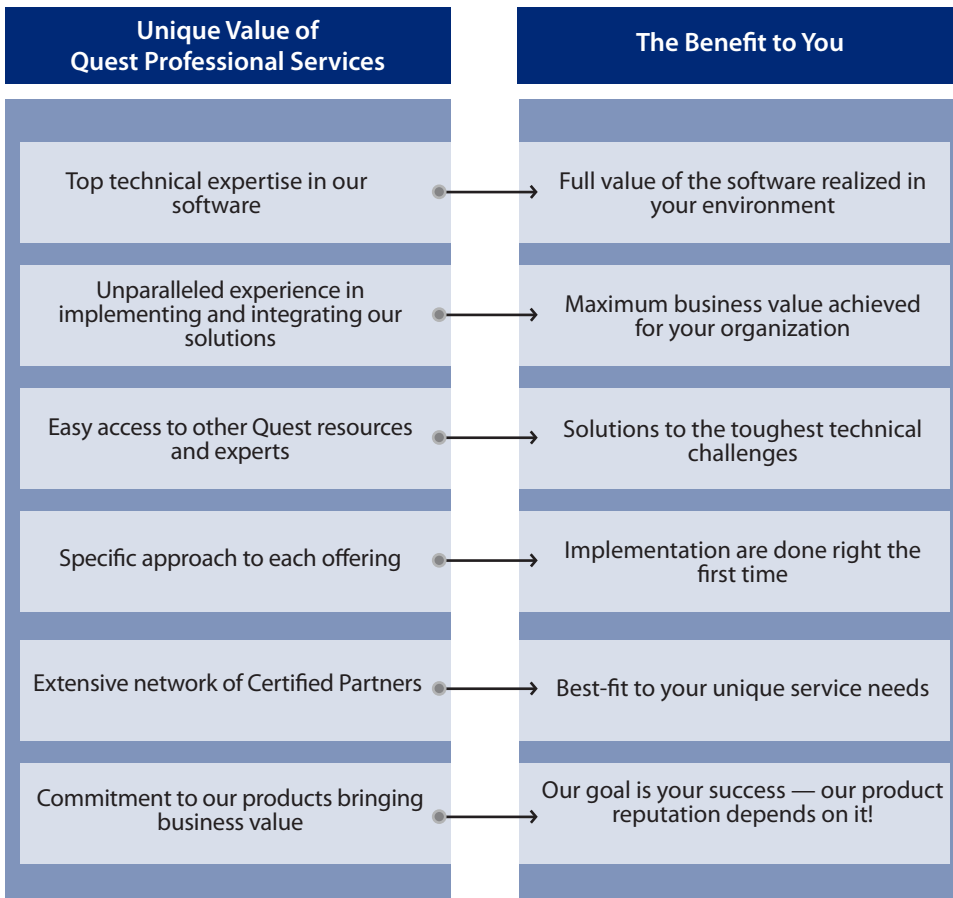 Unique Value of
Quest Professional Services
The Benefit to You
Top technical expertise in our
software
Full value of the software realized in
your environment
Unparalleled experience in
implementing and integrating our
solutions
Maximum business value achieved
for your organization
Easy access to other Quest resources
and experts
Solutions to the toughest technical
challenges
Specific approach to each offering
Implementation are done right the
first time
Extensive network of Certified Partners
Best-fit to your unique service needs
Commitment to our products bringing
business value
Our goal is your success — our product
reputation depends on it!